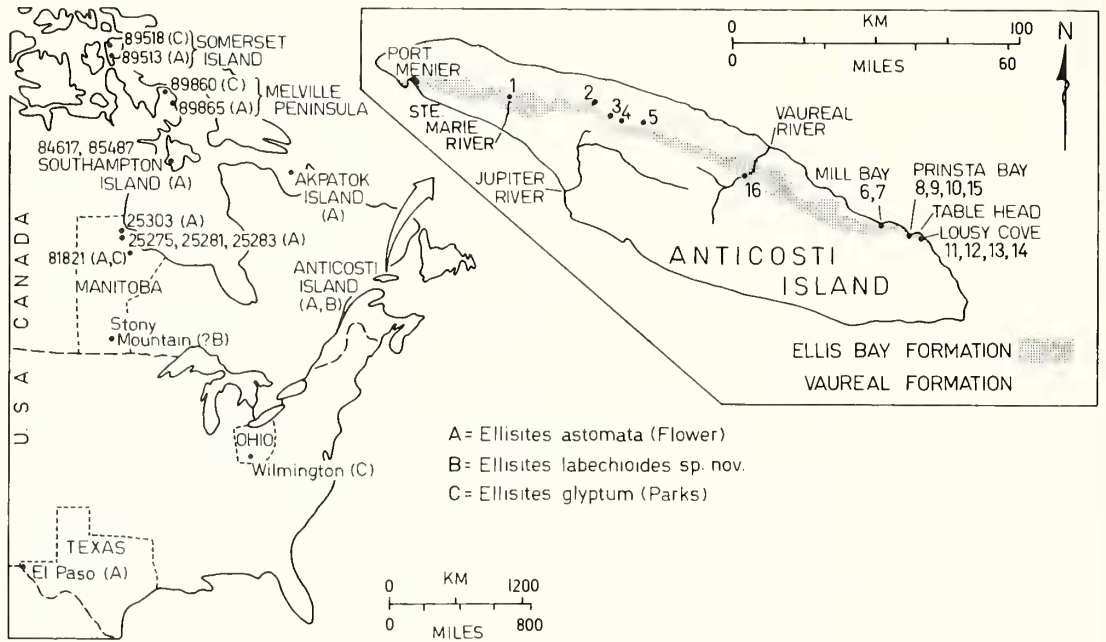 89518 (C)
89513 (A)
SOMERSET
ISLAND
89860 (C)
89865 (A)
MELVILLE
PENINSULA
84617, 85487
SOUTHAMPTON
ISLAND (A)
AKPATOK
ISLAND
(A)
25303 (A)
25275, 25281, 25283 (A)
81821 (A,C)
MANITOBA
Stony
Mountain (?B)
ANTICOSTI
ISLAND
(A,B)
CANADA
U S A
OHIO
Wilmington (C)
TEXAS
El Paso (A)
0 KM 1200
0 MILES 800
A = Ellisites astomata (Flower)
B = Ellisites labechioides sp. nov.
C = Ellisites glyptum (Parks)
0 KM 100
0 MILES 60
N
PORT
MENIER
STE.
MARIE
RIVER
1
2
3
4
5
JUPITER
RIVER
VAUREAL
RIVER
16
MILL BAY
6,7
PRINSTA BAY
8,9,10,15
TABLE HEAD
LOUSY COVE
11,12,13,14
ANTICOSTI
ISLAND
ELLIS BAY FORMATION
VAUREAL FORMATION